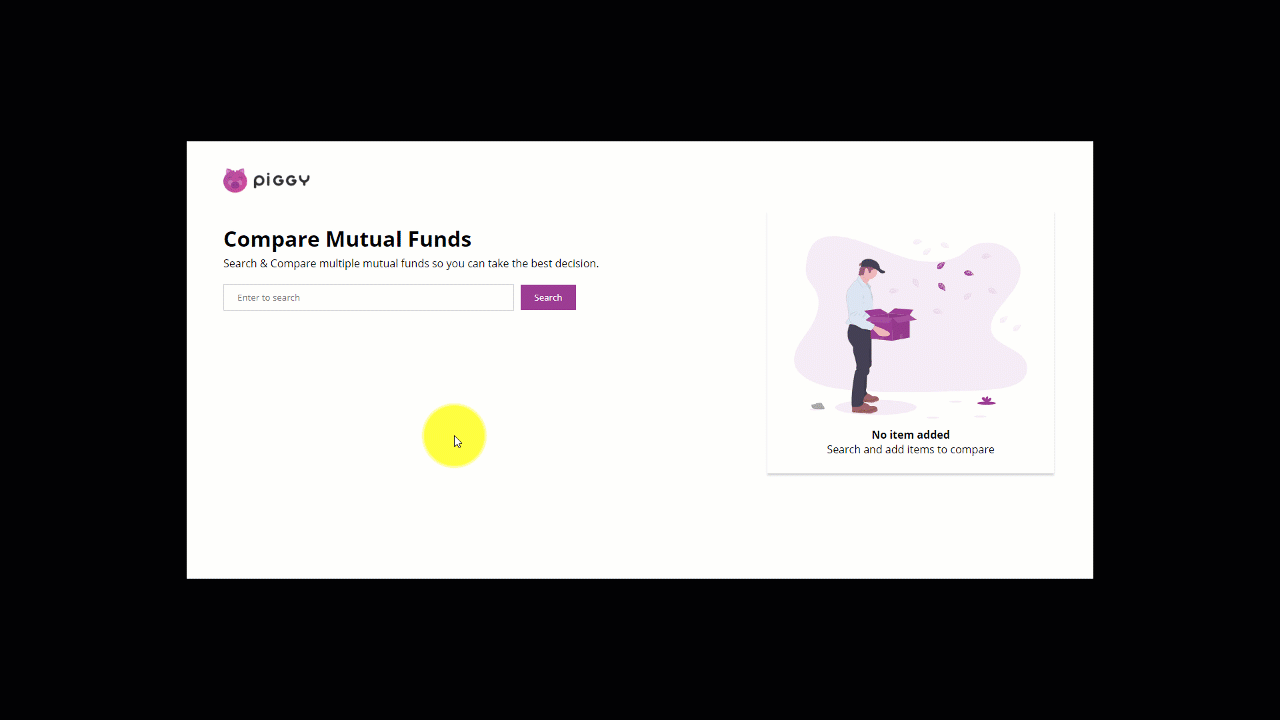 piggy
Compare Mutual Funds
Search & Compare multiple mutual funds so you can take the best decision.
Enter to search
Search
No item added
Search and add items to compare